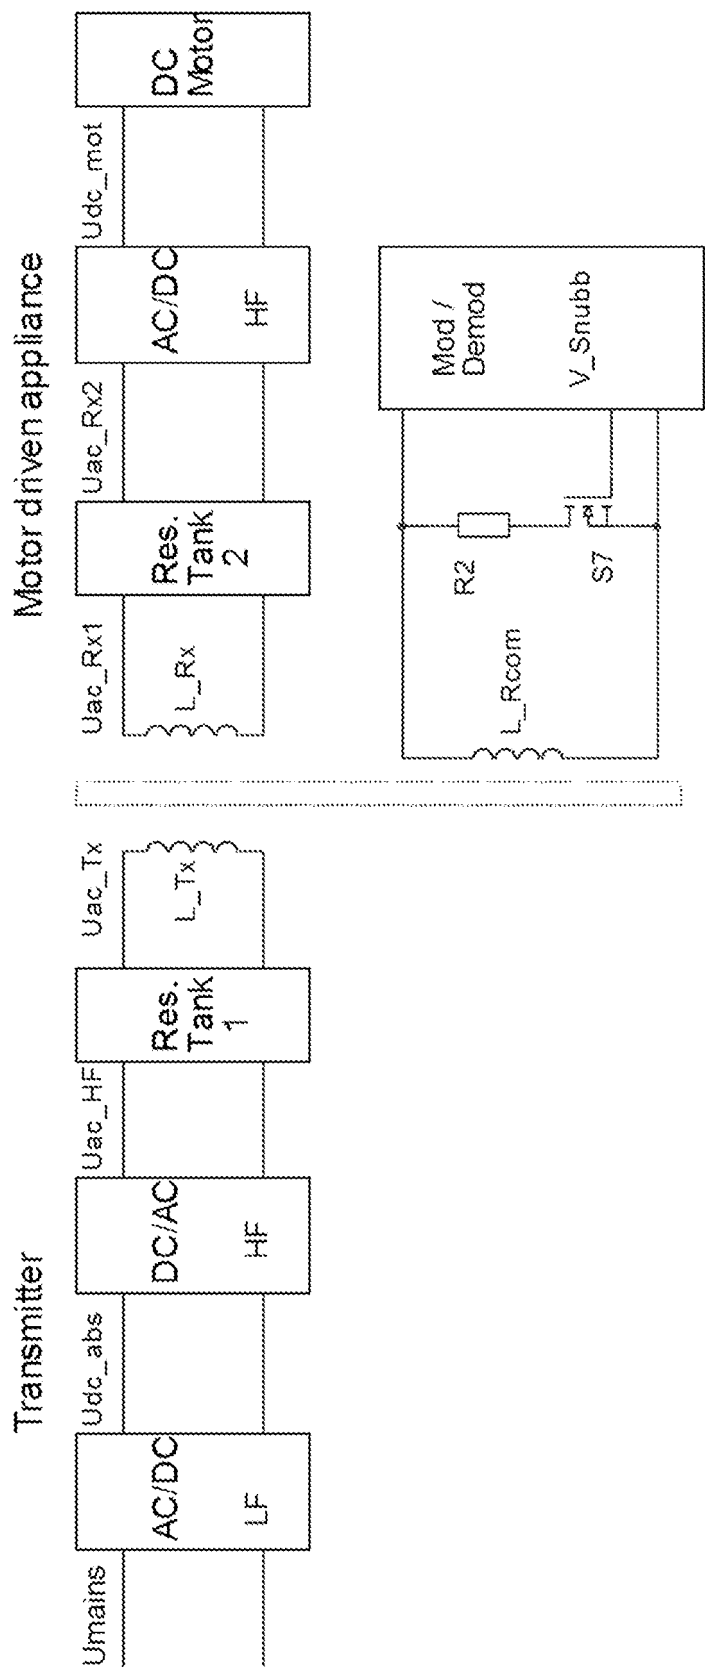 Transmitter
Motor driven appliance
Umains
AC/DC
LF
Udc_abs
DC/AC
HF
Uac_HF
Res.
Tank
1
Uac_Tx
L_Tx
Uac_Rx1
L_Rx
Res.
Tank
2
Uac_Rx2
AC/DC
HF
Udc_mot
DC
Motor
L_Rcom
R2
S7
Mod /
Demod
V_Snubb